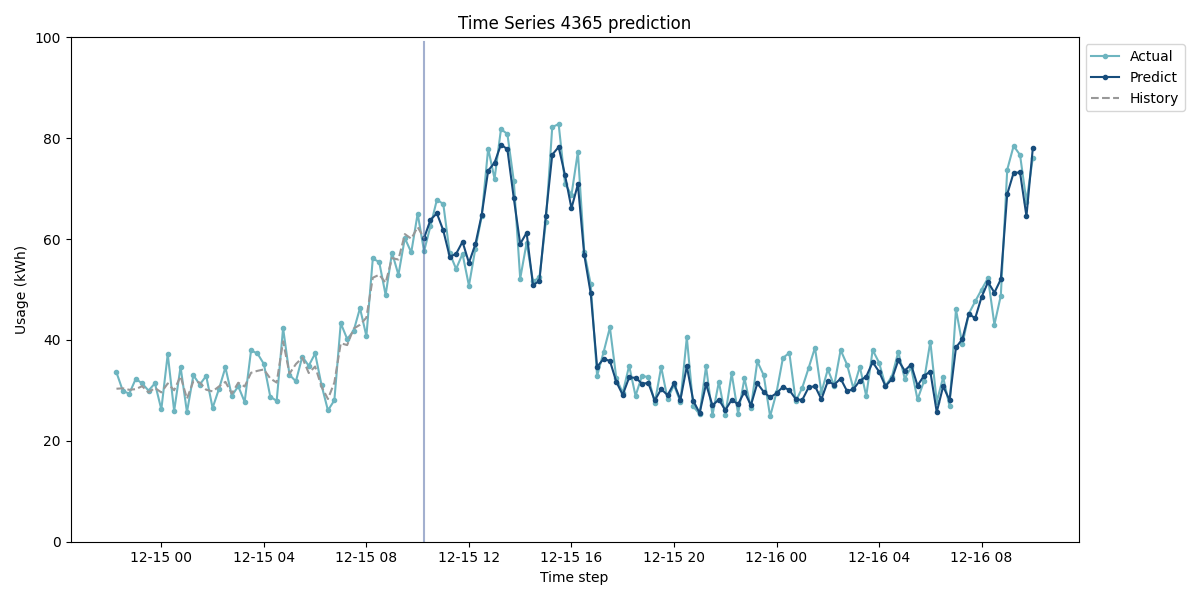 Time Series 4365 prediction
100
80
60
40
20
0
Usage (kWh)
12-15 00
12-15 04
12-15 08
12-15 12
12-15 16
12-15 20
12-16 00
12-16 04
12-16 08
Time step
Actual
Predict
History